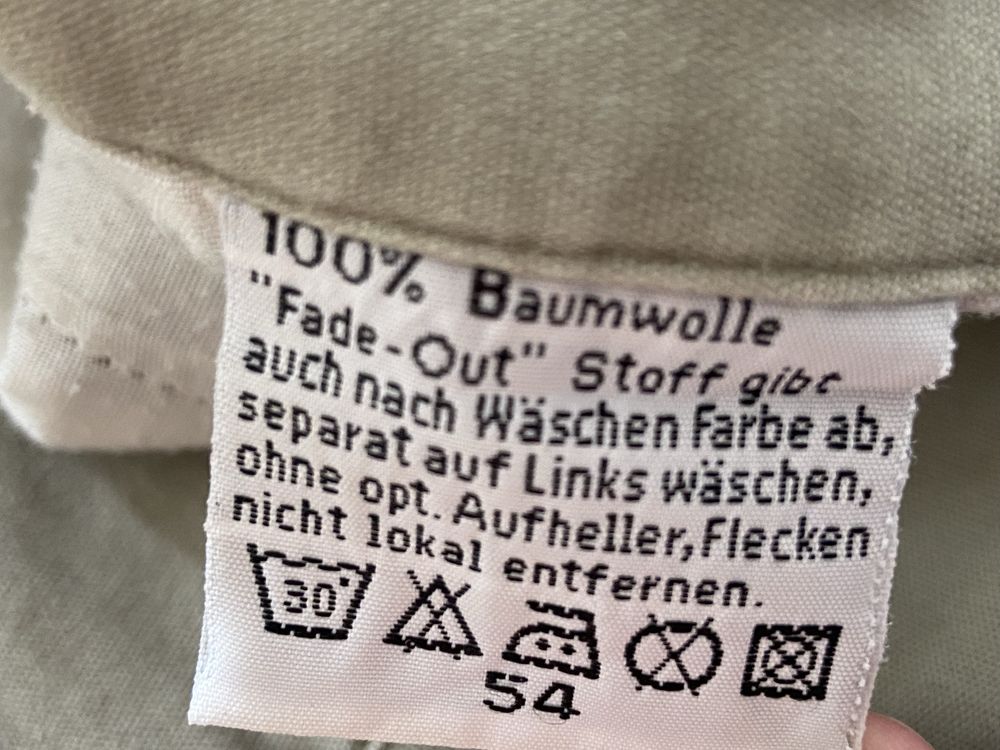 100% Baumwolle
"Fade-Out" Stoff gibt
auch nach Wäschen Farbe ab,
separat auf Links wäschen,
ohne opt. Aufheller, Flecken
nicht lokal entfernen.
30°
54